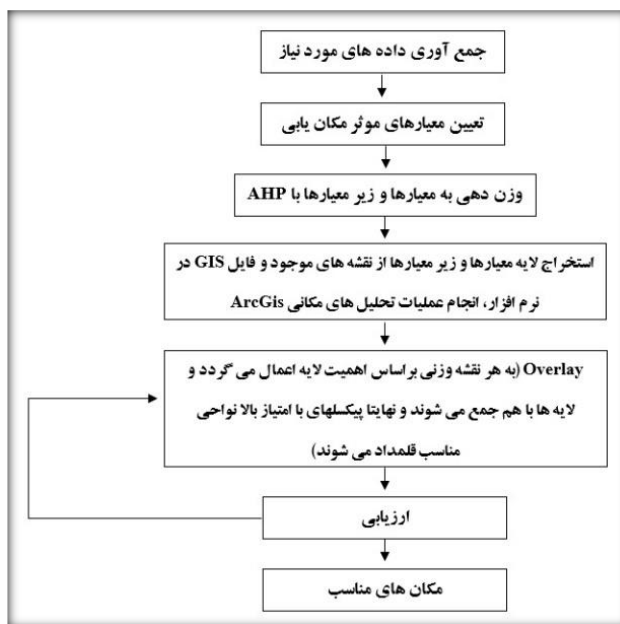 جمع آوری داده های مورد نیاز
تعیین معیارهای موثر مکان یابی
وزن دهی به معیارها و زیر معیارها با AHP
استخراج لایه معیارها و زیر معیارها از نقشه های موجود و فایل GIS در
نرم افزار، انجام عملیات تحلیل های مکانی ArcGis
Overlay (به هر نقشه وزنی براساس اهمیت لایه اعمال می گردد و
لایه ها با هم جمع می شوند و نهایتا پیکسلهای با امتیاز بالا نواحی
مناسب قلمداد می شوند)
ارزیابی
مکان های مناسب